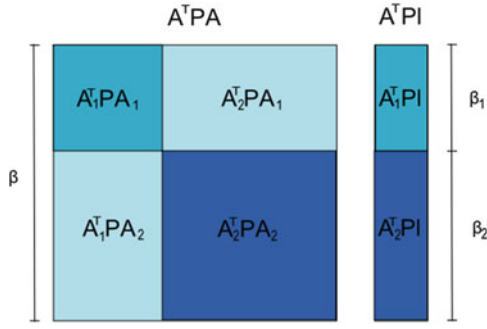 AᵀPA AᵀPl
A₁ᵀPA₁ A₂ᵀPA₁ A₁ᵀPl β₁
β
A₁ᵀPA₂ A₂ᵀPA₂ A₂ᵀPl β₂